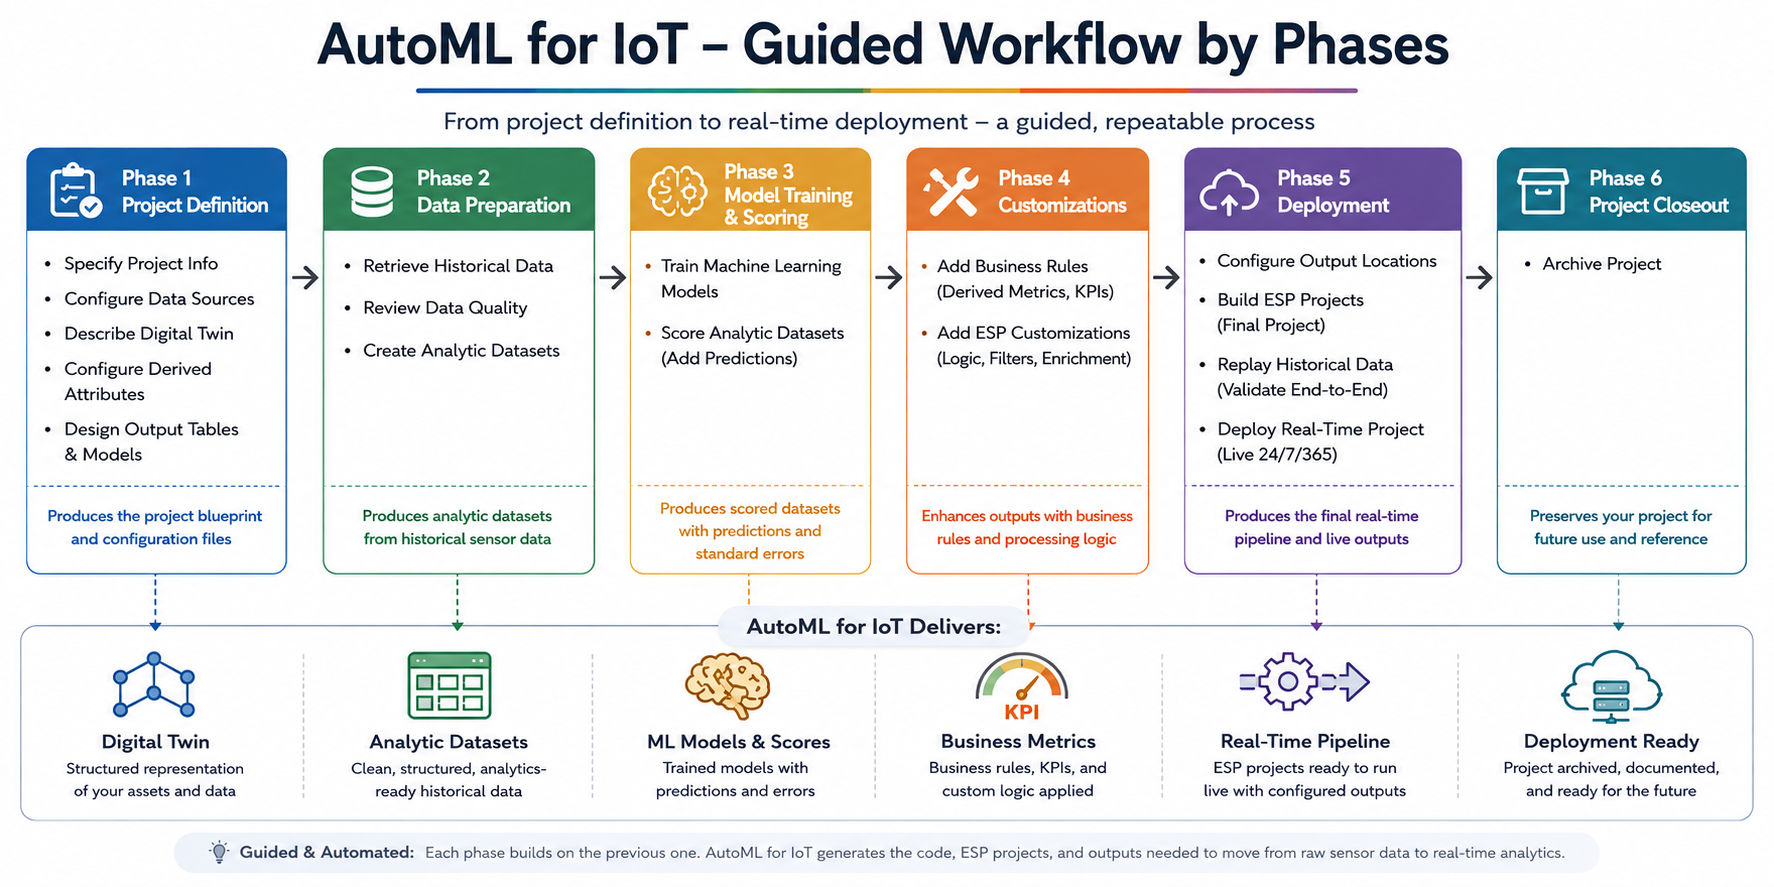 AutoML for IoT – Guided Workflow by Phases
From project definition to real-time deployment – a guided, repeatable process
Phase 1
Project Definition
• Specify Project Info
• Configure Data Sources
• Describe Digital Twin
• Configure Derived
Attributes
• Design Output Tables
& Models
Produces the project blueprint
and configuration files
Phase 2
Data Preparation
• Retrieve Historical Data
• Review Data Quality
• Create Analytic Datasets
Produces analytic datasets
from historical sensor data
Phase 3
Model Training
& Scoring
• Train Machine Learning
Models
• Score Analytic Datasets
(Add Predictions)
Produces scored datasets
with predictions and
standard errors
Phase 4
Customizations
• Add Business Rules
(Derived Metrics, KPIs)
• Add ESP Customizations
(Logic, Filters, Enrichment)
Enhances outputs with business
rules and processing logic
Phase 5
Deployment
• Configure Output Locations
• Build ESP Projects
(Final Project)
• Replay Historical Data
(Validate End-to-End)
• Deploy Real-Time Project
(Live 24/7/365)
Produces the final real-time
pipeline and live outputs
Phase 6
Project Closeout
• Archive Project
Preserves your project for
future use and reference
AutoML for IoT Delivers:
Digital Twin
Structured representation
of your assets and data
Analytic Datasets
Clean, structured, analytics-
ready historical data
ML Models & Scores
Trained models with
predictions and errors
KPI
Business Metrics
Business rules, KPIs, and
custom logic applied
Real-Time Pipeline
ESP projects ready to run
live with configured outputs
Deployment Ready
Project archived, documented,
and ready for the future
Guided & Automated: Each phase builds on the previous one. AutoML for IoT generates the code, ESP projects, and outputs needed to move from raw sensor data to real-time analytics.